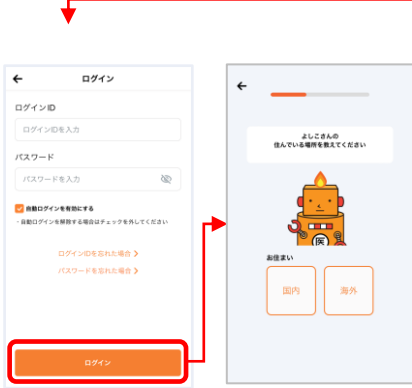 ログイン
ログインID
ログインIDを入力
パスワード
パスワードを入力
自動ログインを有効にする
・自動ログインを解除する場合はチェックを外してください
ログインIDを忘れた場合
パスワードを忘れた場合
ログイン
よしこさんの
住んでいる場所を教えてください
医
お住まい
国内
海外